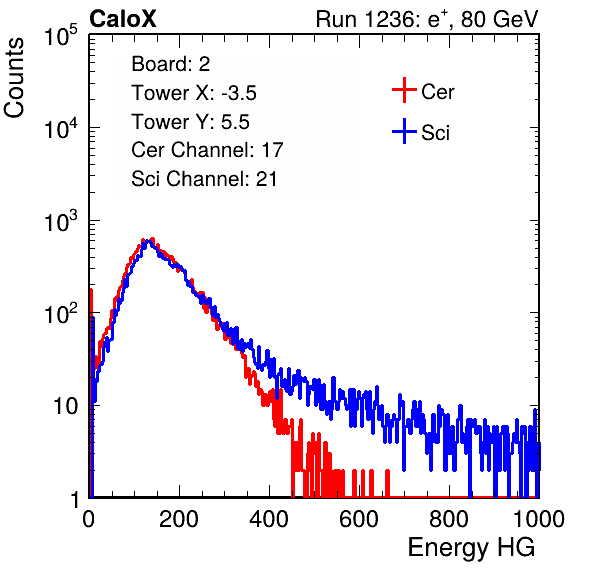 CaloX Run 1236: e⁺, 80 GeV
Counts
Board: 2
Tower X: -3.5
Tower Y: 5.5
Cer Channel: 17
Sci Channel: 21
Cer
Sci
10⁵
10⁴
10³
10²
10
1
0 200 400 600 800 1000
Energy HG